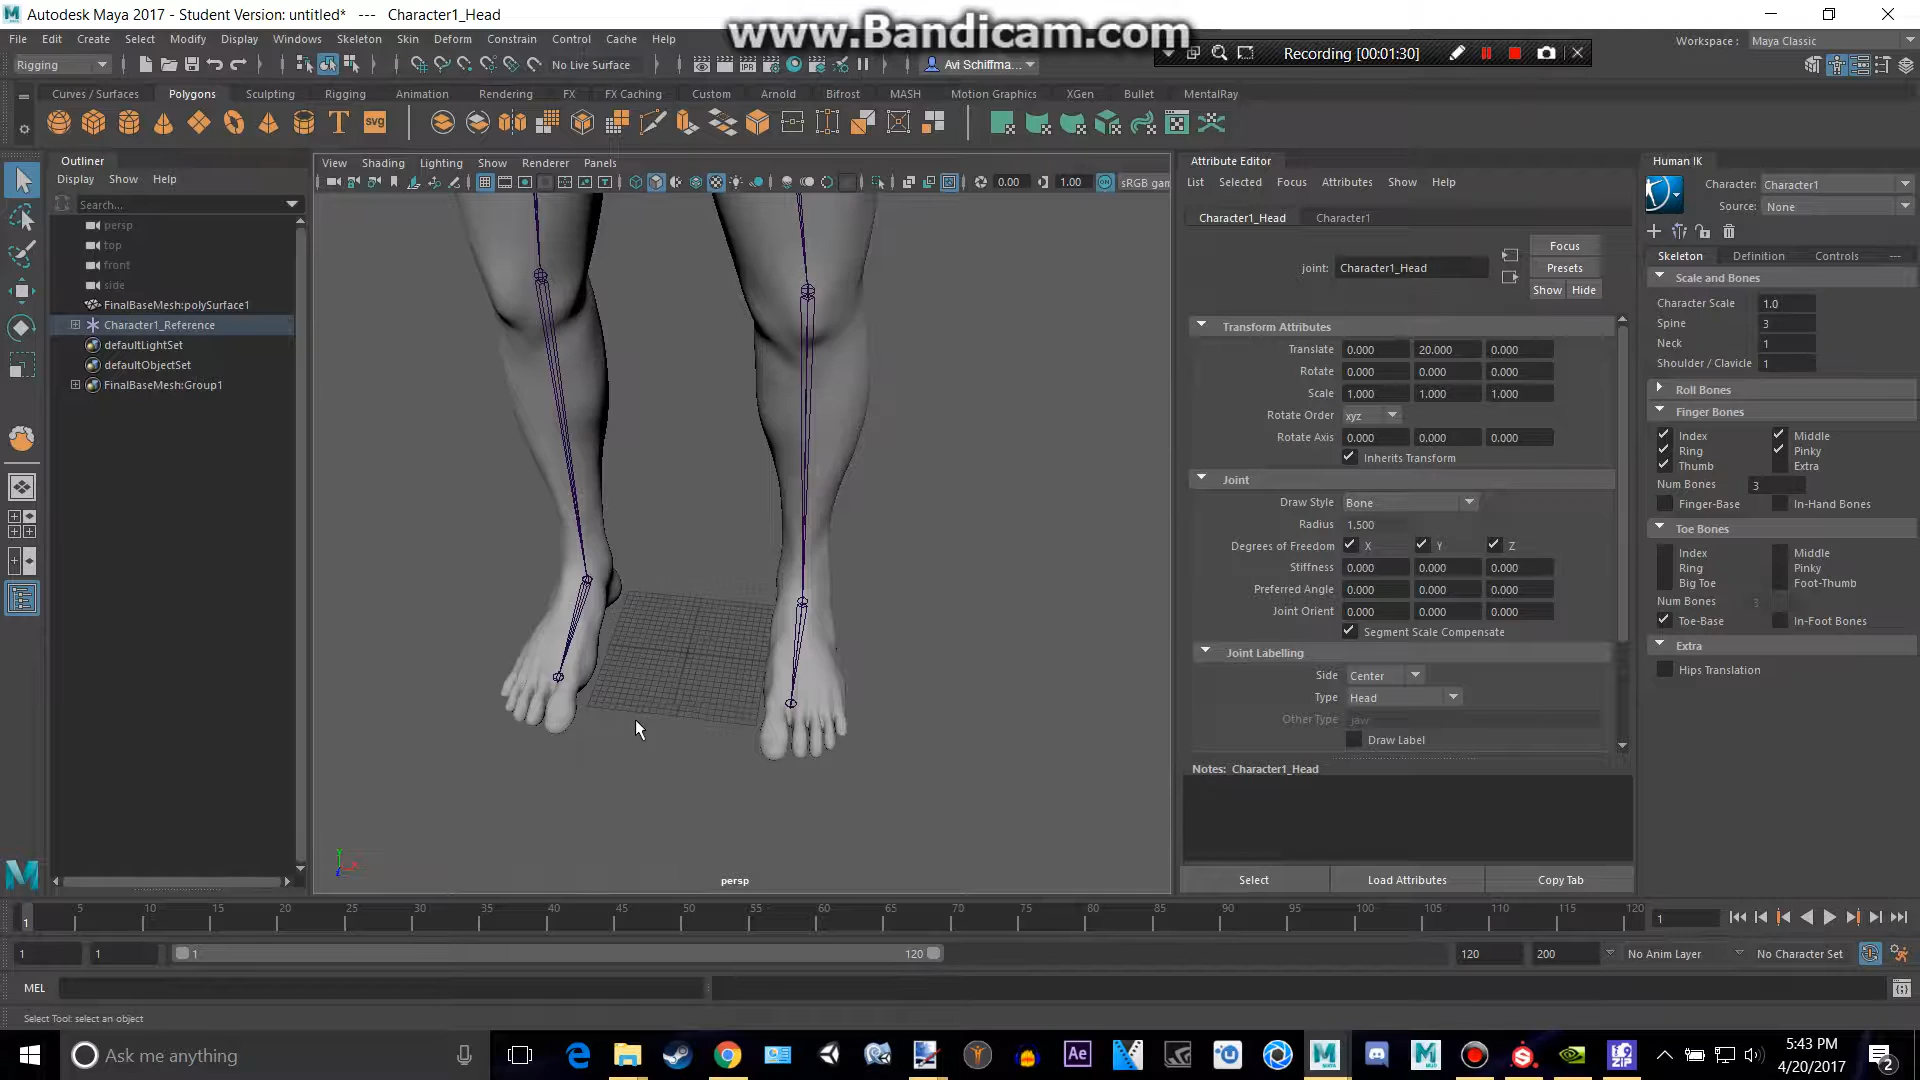 Autodesk Maya 2017 - Student Version: untitled*   ---   Character1_Head
www.Bandicam.com
File Edit Create Select Modify Display Windows Skeleton Skin Deform Constrain Control Cache Help
Workspace : Maya Classic
Recording [00:01:30]
Rigging
No Live Surface
Avi Schiffma...
Curves / Surfaces Polygons Sculpting Rigging Animation Rendering FX FX Caching Custom Arnold Bifrost MASH Motion Graphics XGen Bullet MentalRay
T svg
Outliner
Display Show Help
Search...
persp
top
front
side
FinalBaseMesh:polySurface1
Character1_Reference
defaultLightSet
defaultObjectSet
FinalBaseMesh:Group1
View Shading Lighting Show Renderer Panels
0.00 1.00 sRGB gam
persp
Attribute Editor
List Selected Focus Attributes Show Help
Character1_Head Character1
joint: Character1_Head
Focus
Presets
Show Hide
Transform Attributes
Translate 0.000 20.000 0.000
Rotate 0.000 0.000 0.000
Scale 1.000 1.000 1.000
Rotate Order xyz
Rotate Axis 0.000 0.000 0.000
Inherits Transform
Joint
Draw Style Bone
Radius 1.500
Degrees of Freedom X Y Z
Stiffness 0.000 0.000 0.000
Preferred Angle 0.000 0.000 0.000
Joint Orient 0.000 0.000 0.000
Segment Scale Compensate
Joint Labelling
Side Center
Type Head
Other Type jaw
Draw Label
Notes: Character1_Head
Select Load Attributes Copy Tab
Human IK
Character: Character1
Source: None
Skeleton Definition Controls
Scale and Bones
Character Scale 1.0
Spine 3
Neck 1
Shoulder / Clavicle 1
Roll Bones
Finger Bones
Index Middle
Ring Pinky
Thumb Extra
Num Bones 3
Finger-Base In-Hand Bones
Toe Bones
Index Middle
Ring Pinky
Big Toe Foot-Thumb
Num Bones 3
Toe-Base In-Foot Bones
Extra
Hips Translation
1 5 10 15 20 25 30 35 40 45 50 55 60 65 70 75 80 85 90 95 100 105 110 115 120 1
1 1 1 120 120 200 No Anim Layer No Character Set
MEL
Select Tool: select an object
Ask me anything
5:43 PM
4/20/2017
2